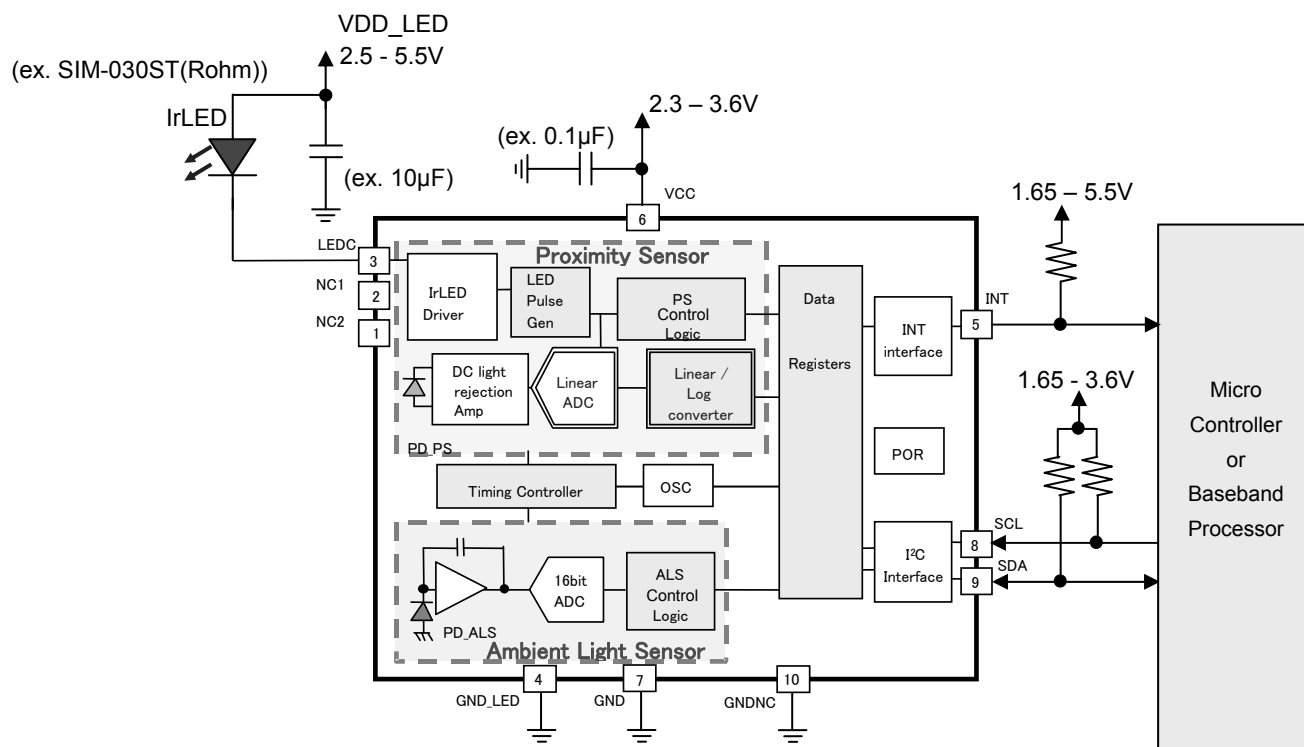 VDD_LED
2.5 - 5.5V
(ex. SIM-030ST(Rohm))
IrLED
(ex. 10µF)
2.3 – 3.6V
(ex. 0.1µF)
VCC
6
1.65 – 5.5V
LEDC
3
NC1
2
NC2
1
Proximity Sensor
IrLED
Driver
LED
Pulse
Gen
PS
Control
Logic
DC light
rejection
Amp
Linear
ADC
Linear /
Log
converter
PD_PS
Data
Registers
INT
interface
INT
5
1.65 - 3.6V
POR
Timing Controller
OSC
I²C
Interface
SCL
8
SDA
9
Micro
Controller
or
Baseband
Processor
16bit
ADC
ALS
Control
Logic
PD_ALS
Ambient Light Sensor
GND_LED
4
GND
7
GNDNC
10